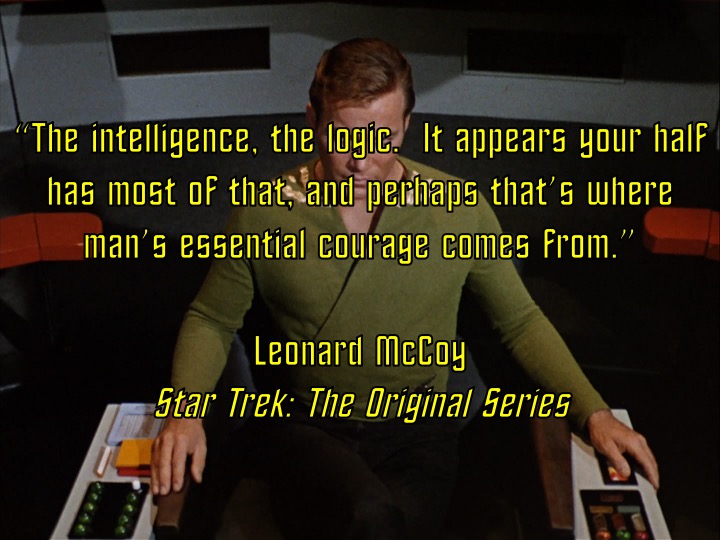 “The intelligence, the logic.  It appears your half
has most of that, and perhaps that’s where
man’s essential courage comes from.”
Leonard McCoy
Star Trek: The Original Series